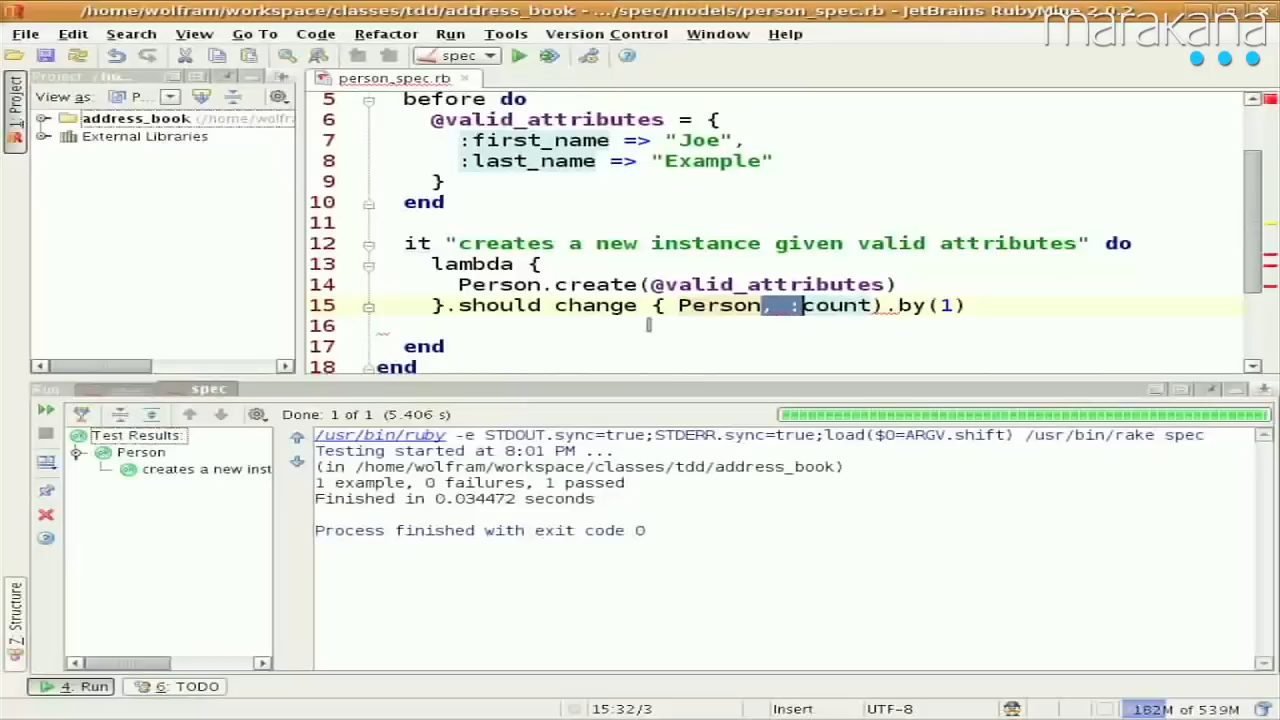 /home/wolfram/workspace/classes/tdd/address_book - .../spec/models/person_spec.rb - JetBrains RubyMine 2.0.2
marakana
File Edit Search View Go To Code Refactor Run Tools Version Control Window Help
spec
1: Project
person_spec.rb
View as: P...
address_book (/home/wolfra
External Libraries
5 before do
6 @valid_attributes = {
7 :first_name => "Joe",
8 :last_name => "Example"
9 }
10 end
11
12 it "creates a new instance given valid attributes" do
13 lambda {
14 Person.create(@valid_attributes)
15 }.should change { Person, :count).by(1)
16
17 end
18 end
Run spec
Done: 1 of 1 (5.406 s)
Test Results:
Person
creates a new inst
/usr/bin/ruby -e STDOUT.sync=true;STDERR.sync=true;load($0=ARGV.shift) /usr/bin/rake spec
Testing started at 8:01 PM ...
(in /home/wolfram/workspace/classes/tdd/address_book)
1 example, 0 failures, 1 passed
Finished in 0.034472 seconds
Process finished with exit code 0
7: Structure
4: Run 6: TODO
15:32/3 Insert UTF-8 182M of 539M